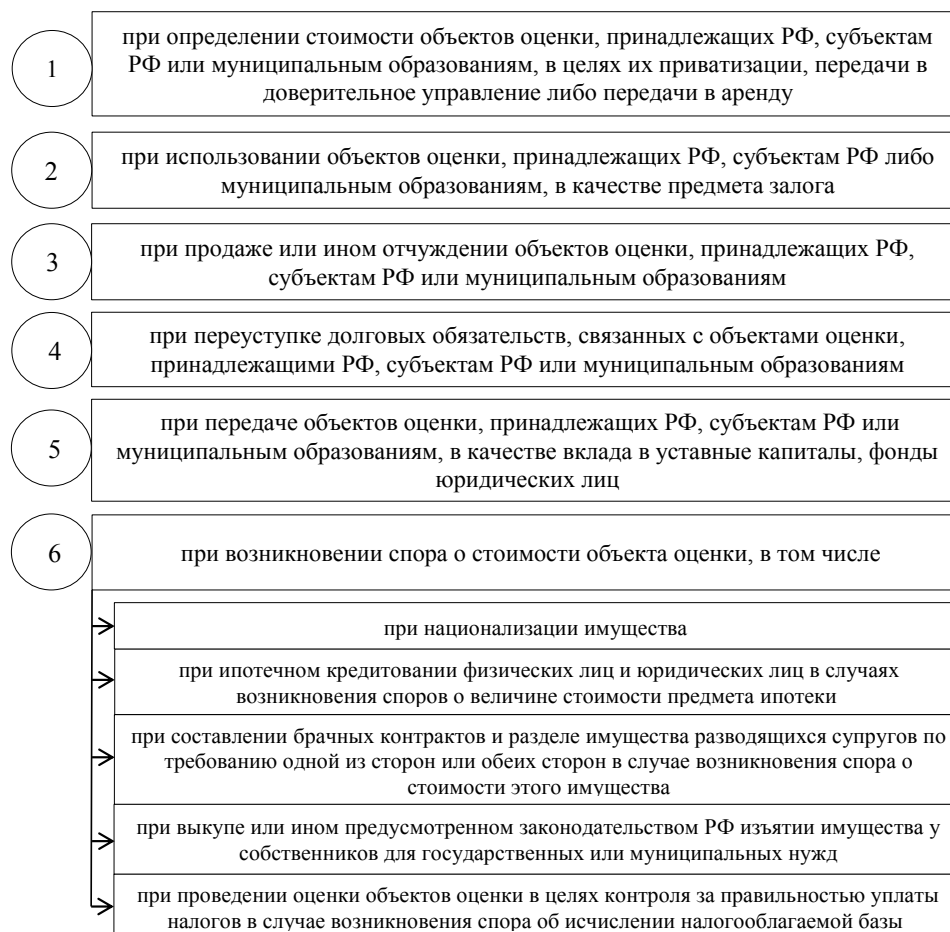 1
при определении стоимости объектов оценки, принадлежащих РФ, субъектам
РФ или муниципальным образованиям, в целях их приватизации, передачи в
доверительное управление либо передачи в аренду
2
при использовании объектов оценки, принадлежащих РФ, субъектам РФ либо
муниципальным образованиям, в качестве предмета залога
3
при продаже или ином отчуждении объектов оценки, принадлежащих РФ,
субъектам РФ или муниципальным образованиям
4
при переуступке долговых обязательств, связанных с объектами оценки,
принадлежащими РФ, субъектам РФ или муниципальным образованиям
5
при передаче объектов оценки, принадлежащих РФ, субъектам РФ или
муниципальным образованиям, в качестве вклада в уставные капиталы, фонды
юридических лиц
6
при возникновении спора о стоимости объекта оценки, в том числе
при национализации имущества
при ипотечном кредитовании физических лиц и юридических лиц в случаях
возникновения споров о величине стоимости предмета ипотеки
при составлении брачных контрактов и разделе имущества разводящихся супругов по
требованию одной из сторон или обеих сторон в случае возникновения спора о
стоимости этого имущества
при выкупе или ином предусмотренном законодательством РФ изъятии имущества у
собственников для государственных или муниципальных нужд
при проведении оценки объектов оценки в целях контроля за правильностью уплаты
налогов в случае возникновения спора об исчислении налогооблагаемой базы